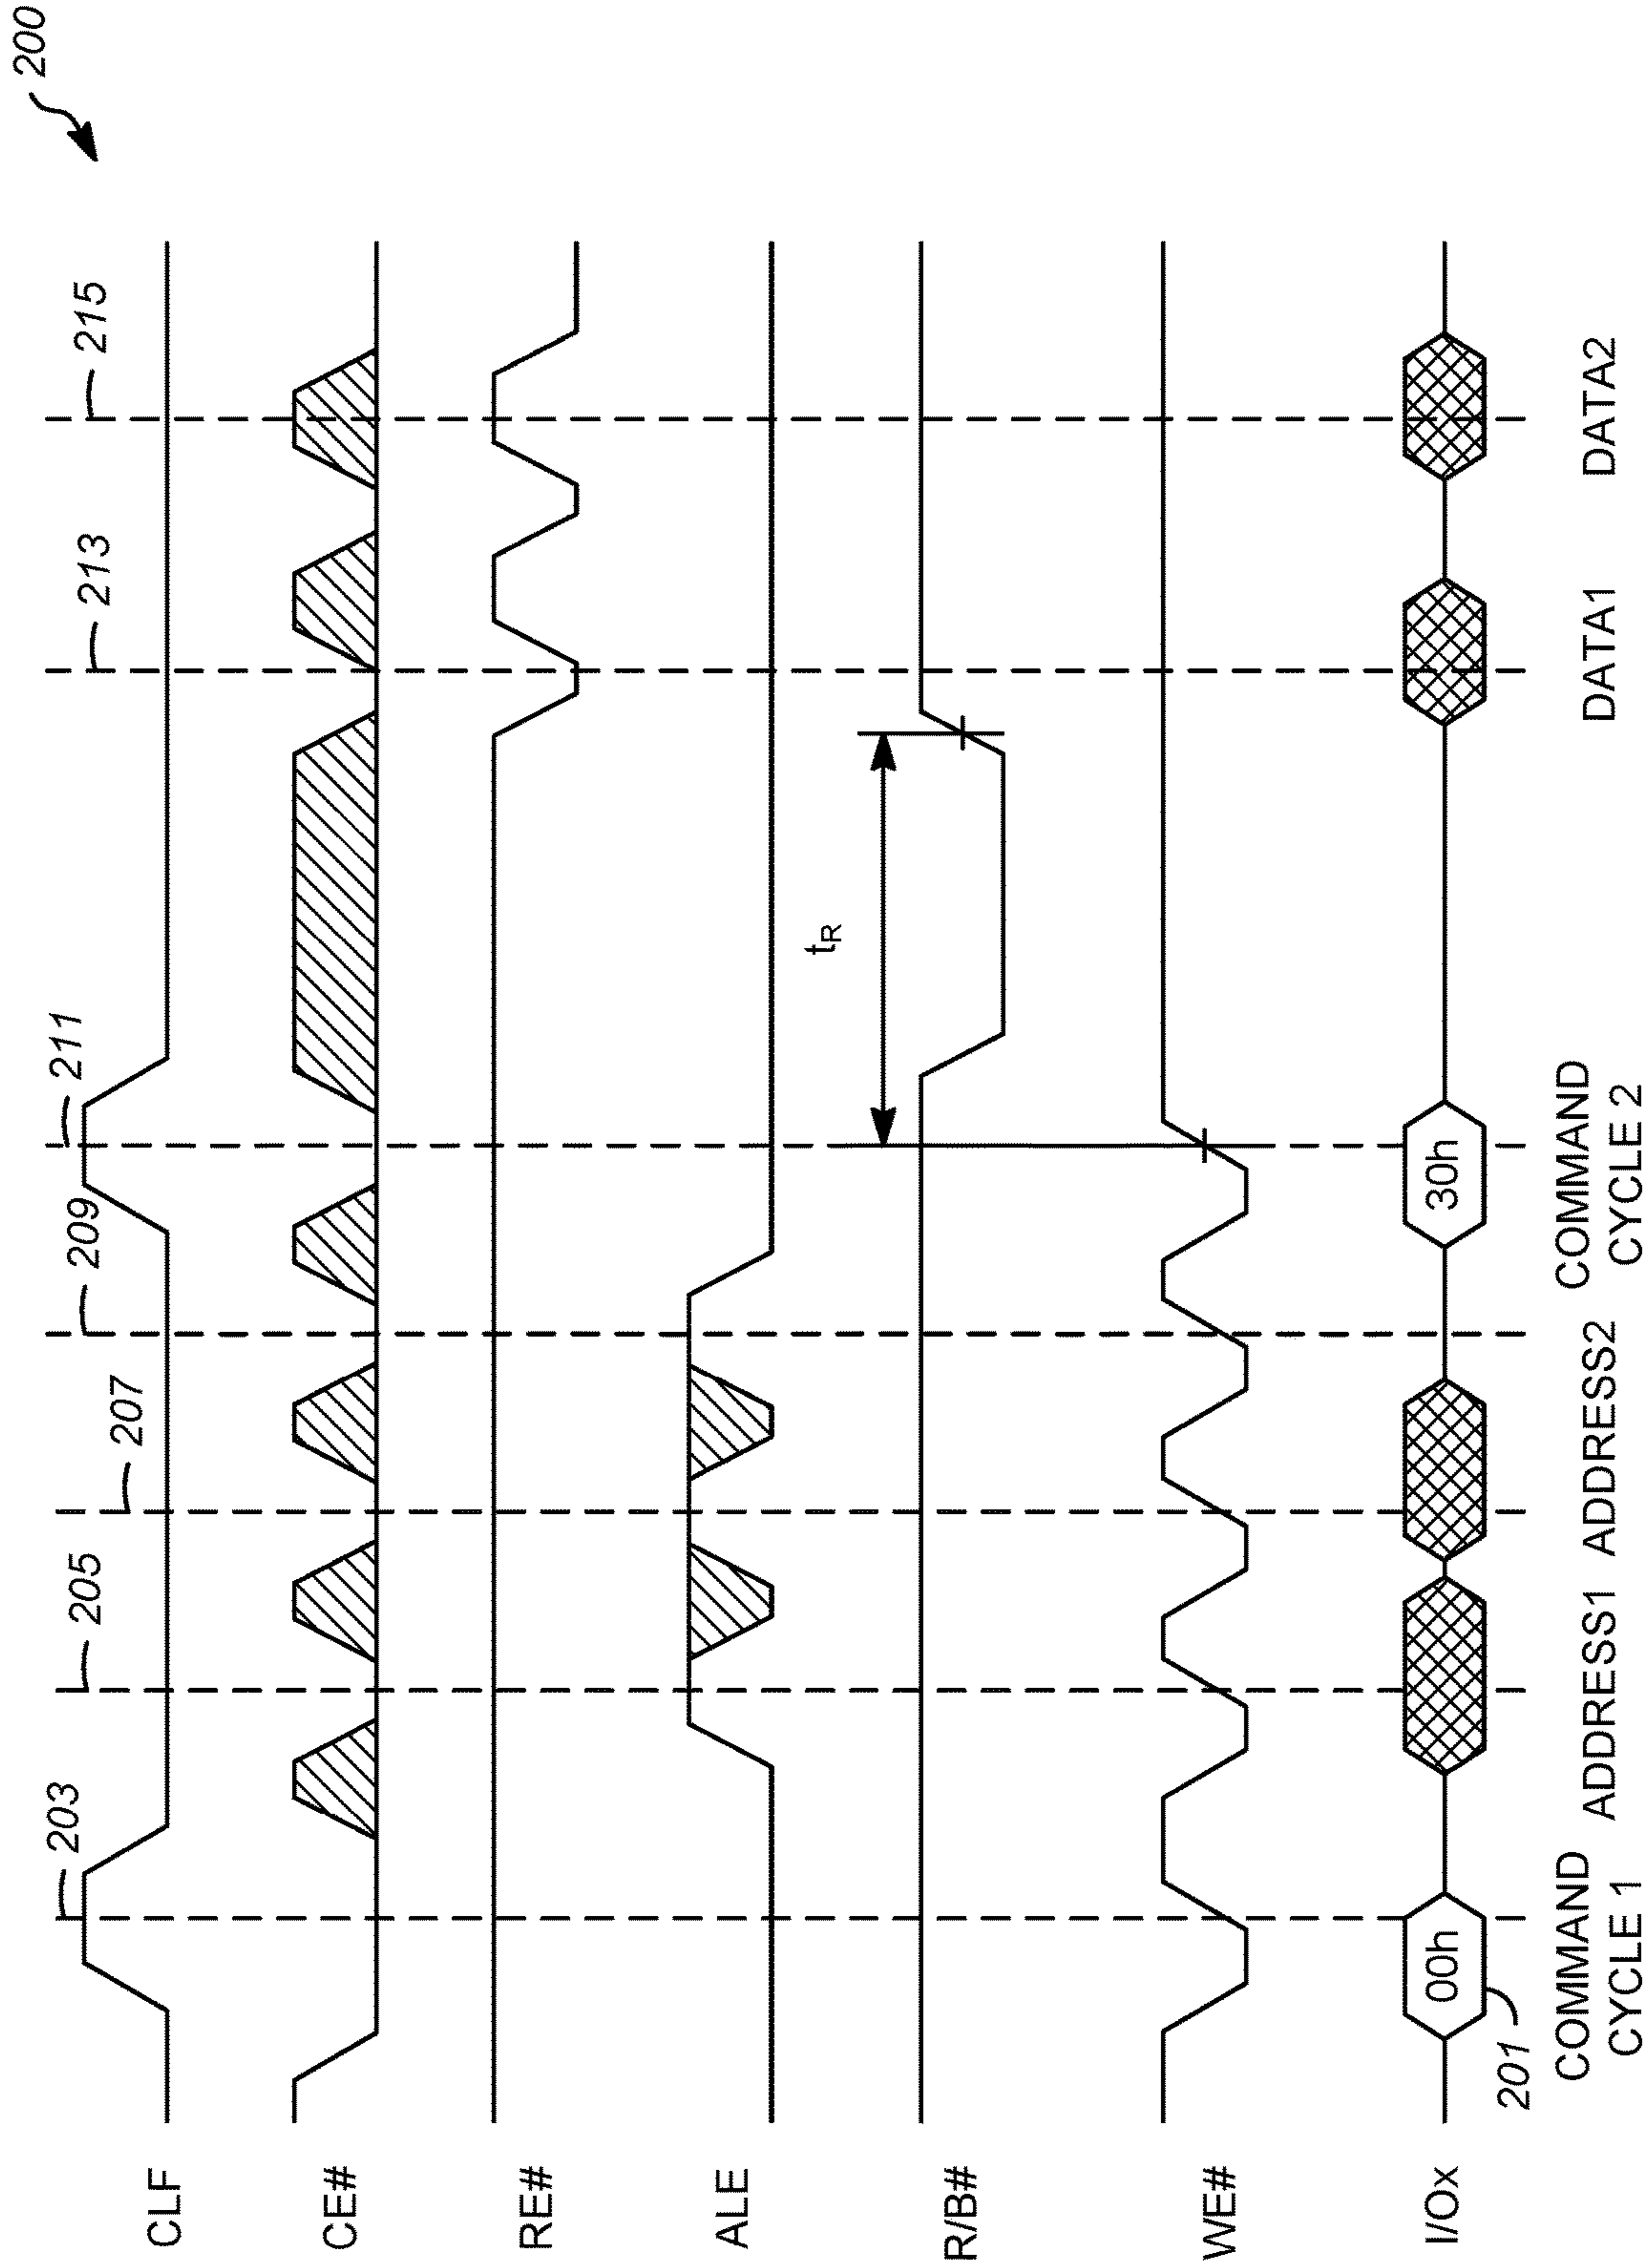 200
203
205
207
209
211
213
215
CLF
CE#
RE#
ALE
R/B#
tR
WE#
I/Ox
00h
30h
201
COMMAND
CYCLE 1
ADDRESS1
ADDRESS2
COMMAND
CYCLE 2
DATA1
DATA2